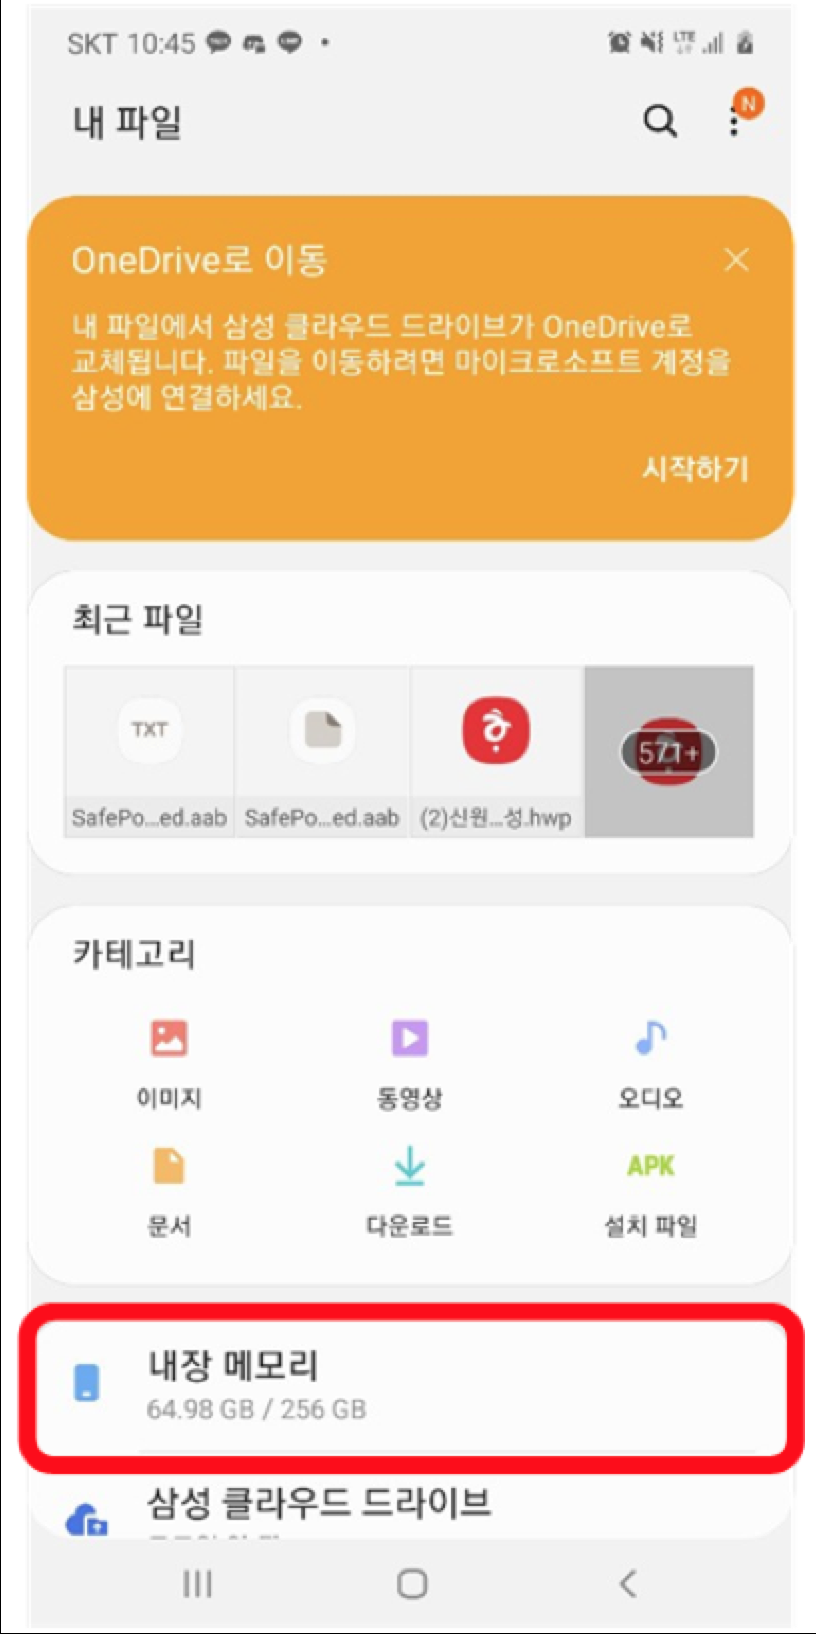 SKT 10:45
LTE
내 파일
N
OneDrive로 이동
내 파일에서 삼성 클라우드 드라이브가 OneDrive로
교체됩니다. 파일을 이동하려면 마이크로소프트 계정을
삼성에 연결하세요.
시작하기
최근 파일
TXT
571+
SafePo...ed.aab SafePo...ed.aab (2)신원...성.hwp
카테고리
이미지 동영상 오디오
APK
문서 다운로드 설치 파일
내장 메모리
64.98 GB / 256 GB
삼성 클라우드 드라이브